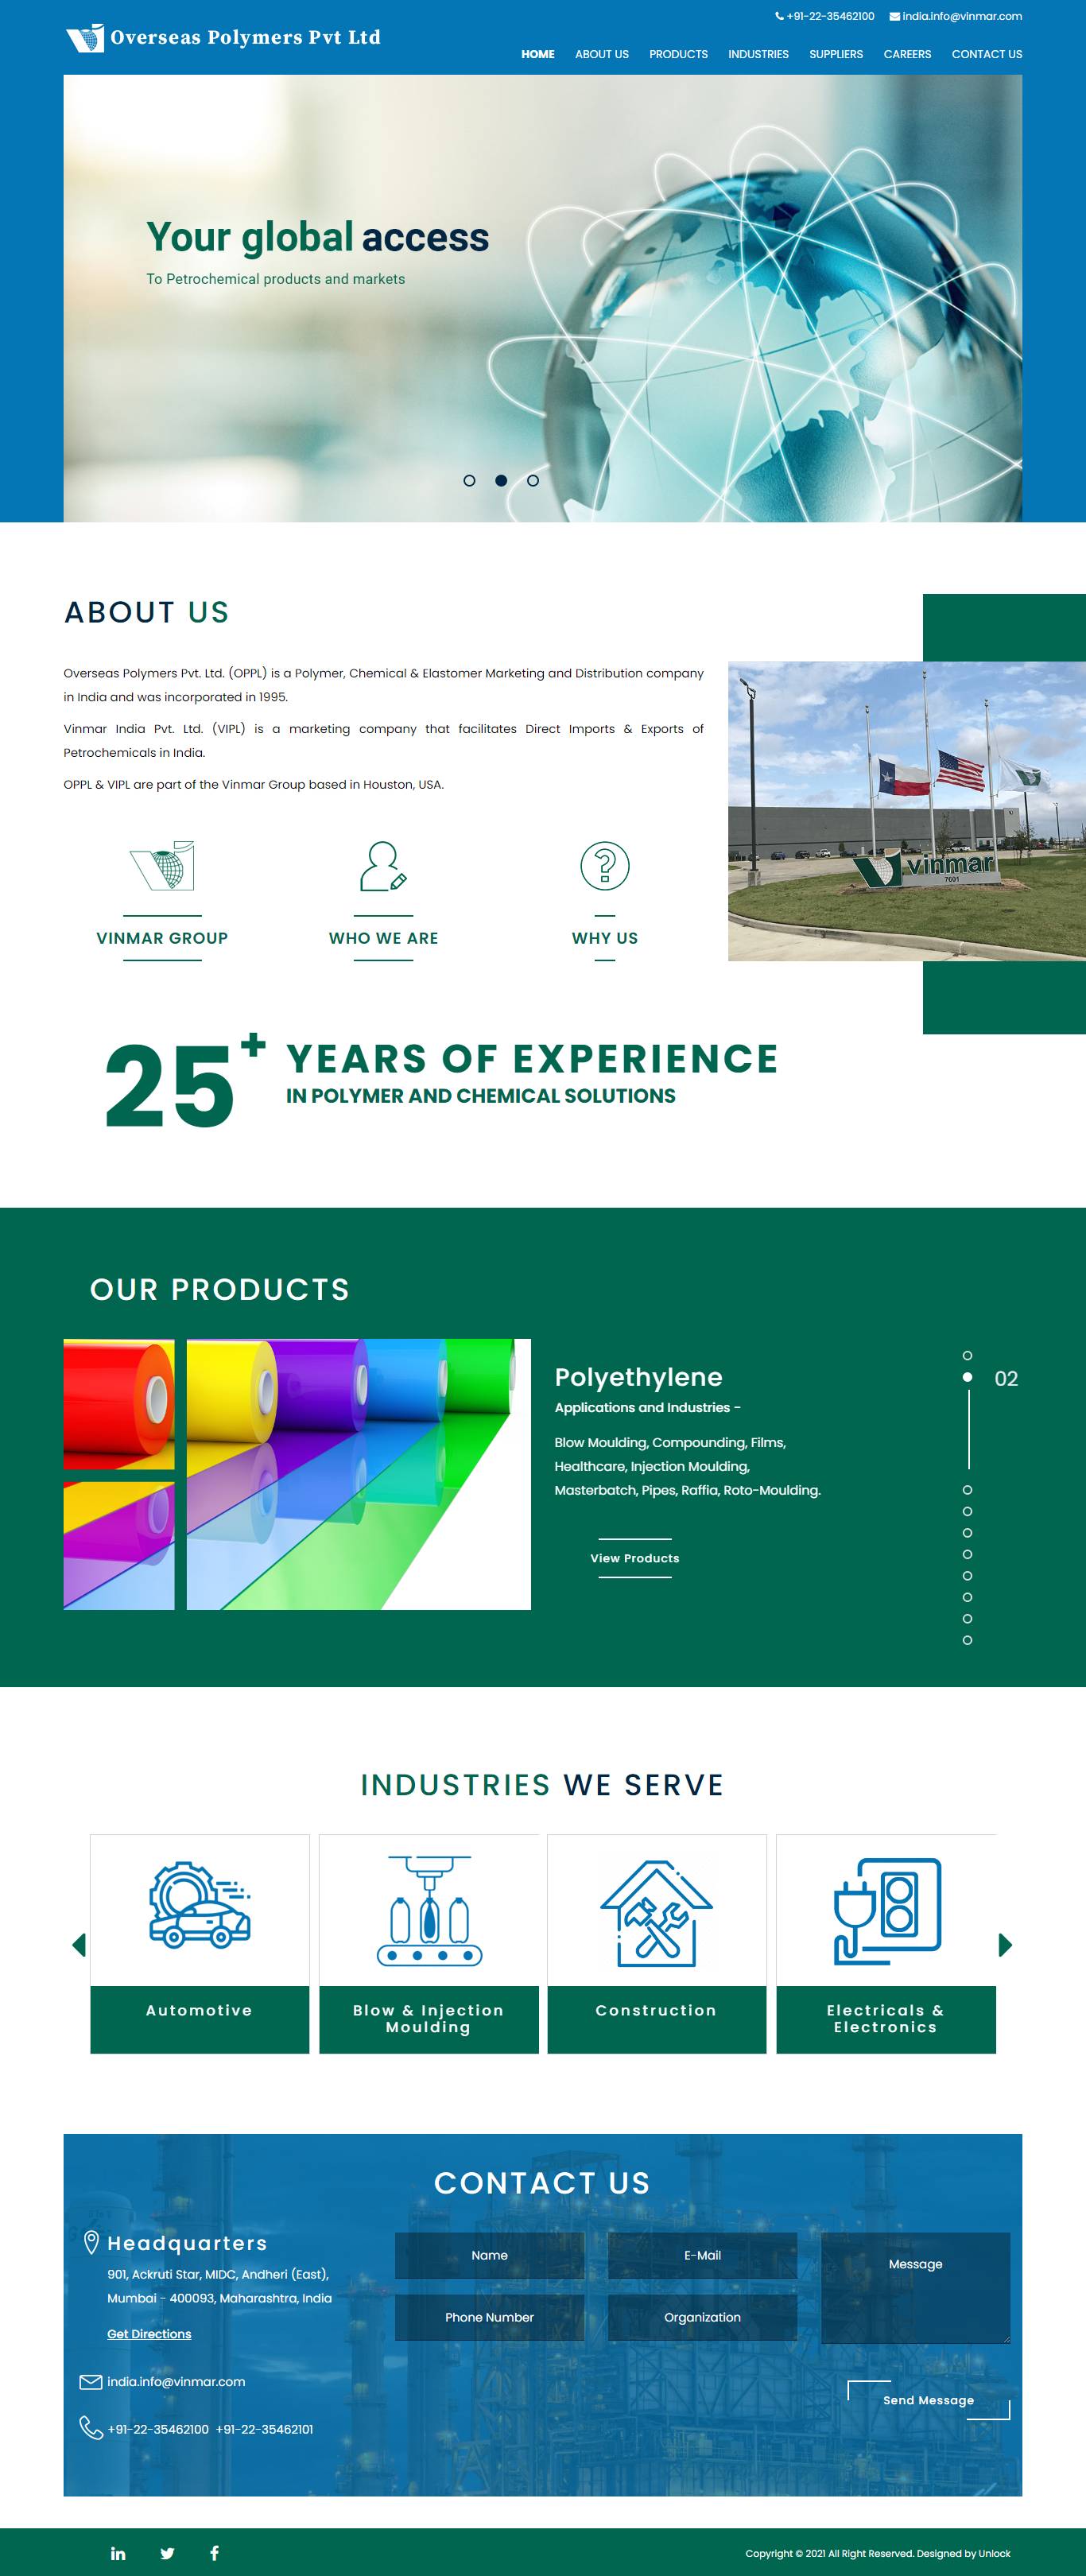 +91-22-35462100 india.info@vinmar.com
Overseas Polymers Pvt Ltd
HOME ABOUT US PRODUCTS INDUSTRIES SUPPLIERS CAREERS CONTACT US
Your global access
To Petrochemical products and markets
ABOUT US
Overseas Polymers Pvt. Ltd. (OPPL) is a Polymer, Chemical & Elastomer Marketing and Distribution company
in India and was incorporated in 1995.
Vinmar India Pvt. Ltd. (VIPL) is a marketing company that facilitates Direct Imports & Exports of
Petrochemicals in India.
OPPL & VIPL are part of the Vinmar Group based in Houston, USA.
vinmar
7601
VINMAR GROUP
WHO WE ARE
WHY US
25+
YEARS OF EXPERIENCE
IN POLYMER AND CHEMICAL SOLUTIONS
OUR PRODUCTS
Polyethylene
02
Applications and Industries -
Blow Moulding, Compounding, Films,
Healthcare, Injection Moulding,
Masterbatch, Pipes, Raffia, Roto-Moulding.
View Products
INDUSTRIES WE SERVE
Automotive
Blow & Injection
Moulding
Construction
Electricals &
Electronics
CONTACT US
Headquarters
901, Ackruti Star, MIDC, Andheri (East),
Mumbai - 400093, Maharashtra, India
Get Directions
india.info@vinmar.com
+91-22-35462100 +91-22-35462101
Name
E-Mail
Message
Phone Number
Organization
Send Message
Copyright © 2021 All Right Reserved. Designed by Unlock